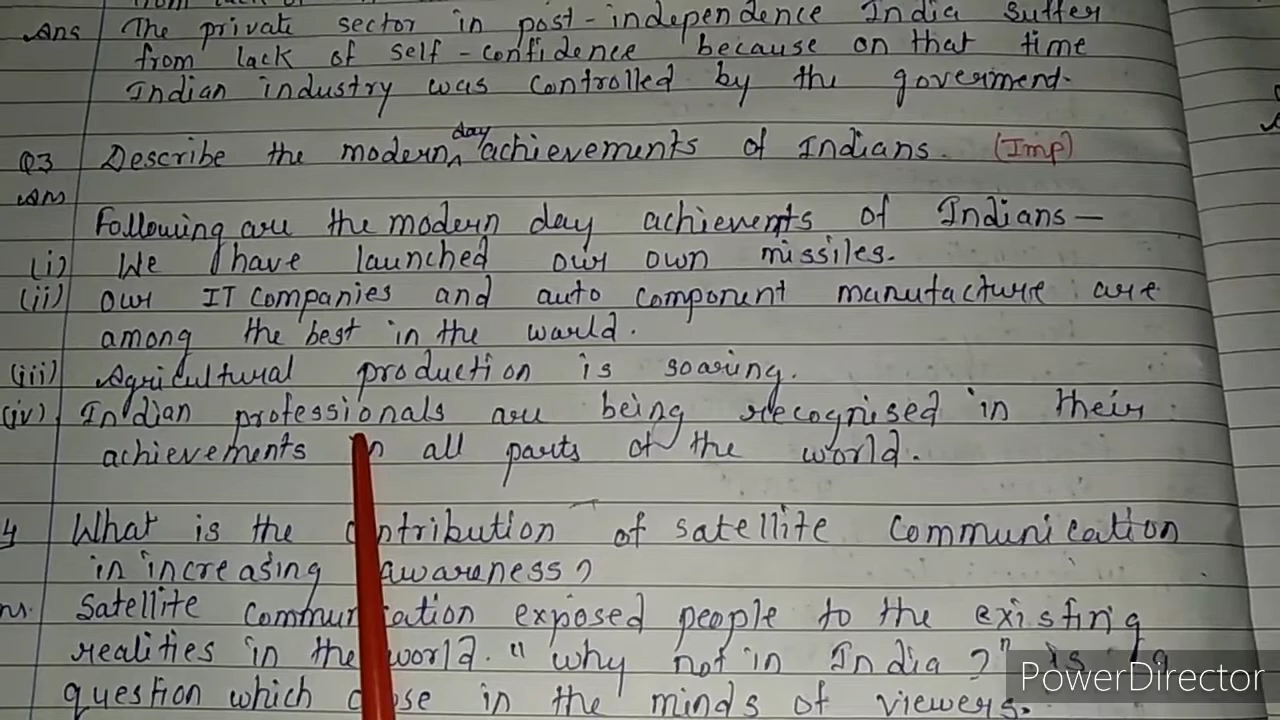 Ans The private sector in post-independence India Suffer
from lack of self-confidence because on that time
Indian industry was controlled by the goverment.
Q3 Describe the modern day achievements of Indians. (Imp)
Ans
Following are the modern day achievemts of Indians—
(i) We have launched our own missiles.
(ii) Our IT companies and auto component manufacture are
among the best in the world.
(iii) Agricultural production is soaring.
(iv) Indian professionals are being recognised in their
achievements in all parts of the world.
What is the contribution of satellite communication
in increasing awareness?
Satellite communication exposed people to the existing
realities in the world. "why not in India?" is a
question which in the minds of viewers.
PowerDirector